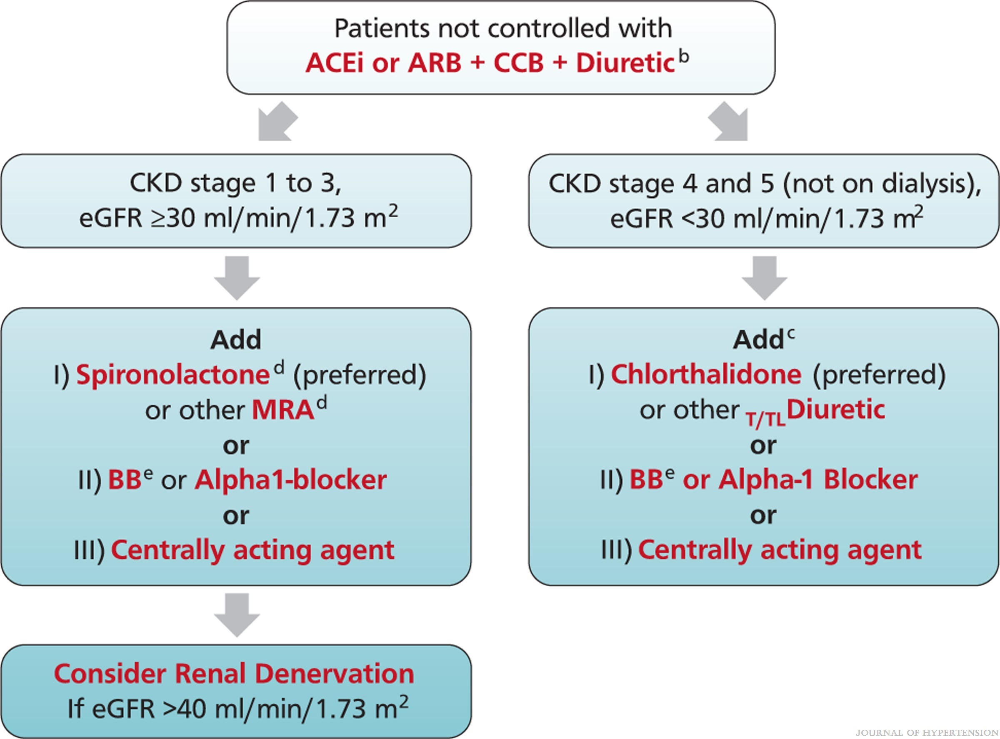 Patients not controlled with
ACEi or ARB + CCB + Diuretic b
CKD stage 1 to 3,
eGFR ≥30 ml/min/1.73 m²
Add
I) Spironolactone d (preferred)
or other MRA d
or
II) BB e or Alpha1-blocker
or
III) Centrally acting agent
Consider Renal Denervation
If eGFR >40 ml/min/1.73 m²
CKD stage 4 and 5 (not on dialysis),
eGFR <30 ml/min/1.73 m²
Add c
I) Chlorthalidone (preferred)
or other T/TL Diuretic
or
II) BB e or Alpha-1 Blocker
or
III) Centrally acting agent
JOURNAL OF HYPERTENSION